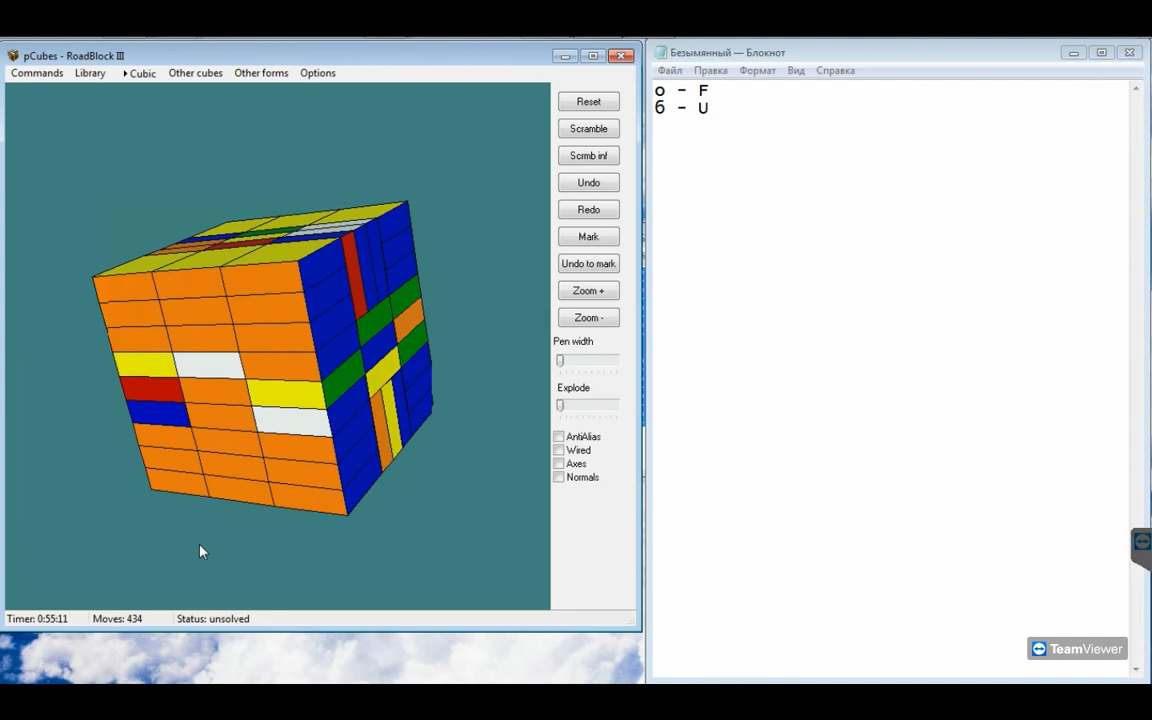 pCubes - RoadBlock III
Commands Library Cubic Other cubes Other forms Options
Reset
Scramble
Scrmb inf
Undo
Redo
Mark
Undo to mark
Zoom +
Zoom -
Pen width
Explode
AntiAlias
Wired
Axes
Normals
Timer: 0:55:11 Moves: 434 Status: unsolved
Безымянный — Блокнот
Файл Правка Формат Вид Справка
о - F
б - U
TeamViewer